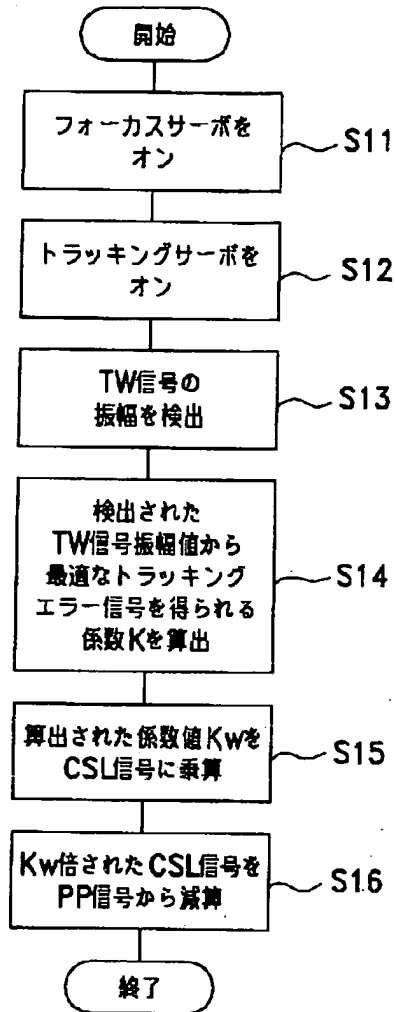 開始
フォーカスサーボを
オン
S11
トラッキングサーボを
オン
S12
TW信号の
振幅を検出
S13
検出された
TW信号振幅値から
最適なトラッキング
エラー信号を得られる
係数Kを算出
S14
算出された係数値Kwを
CSL信号に乗算
S15
Kw倍されたCSL信号を
PP信号から減算
S16
終了